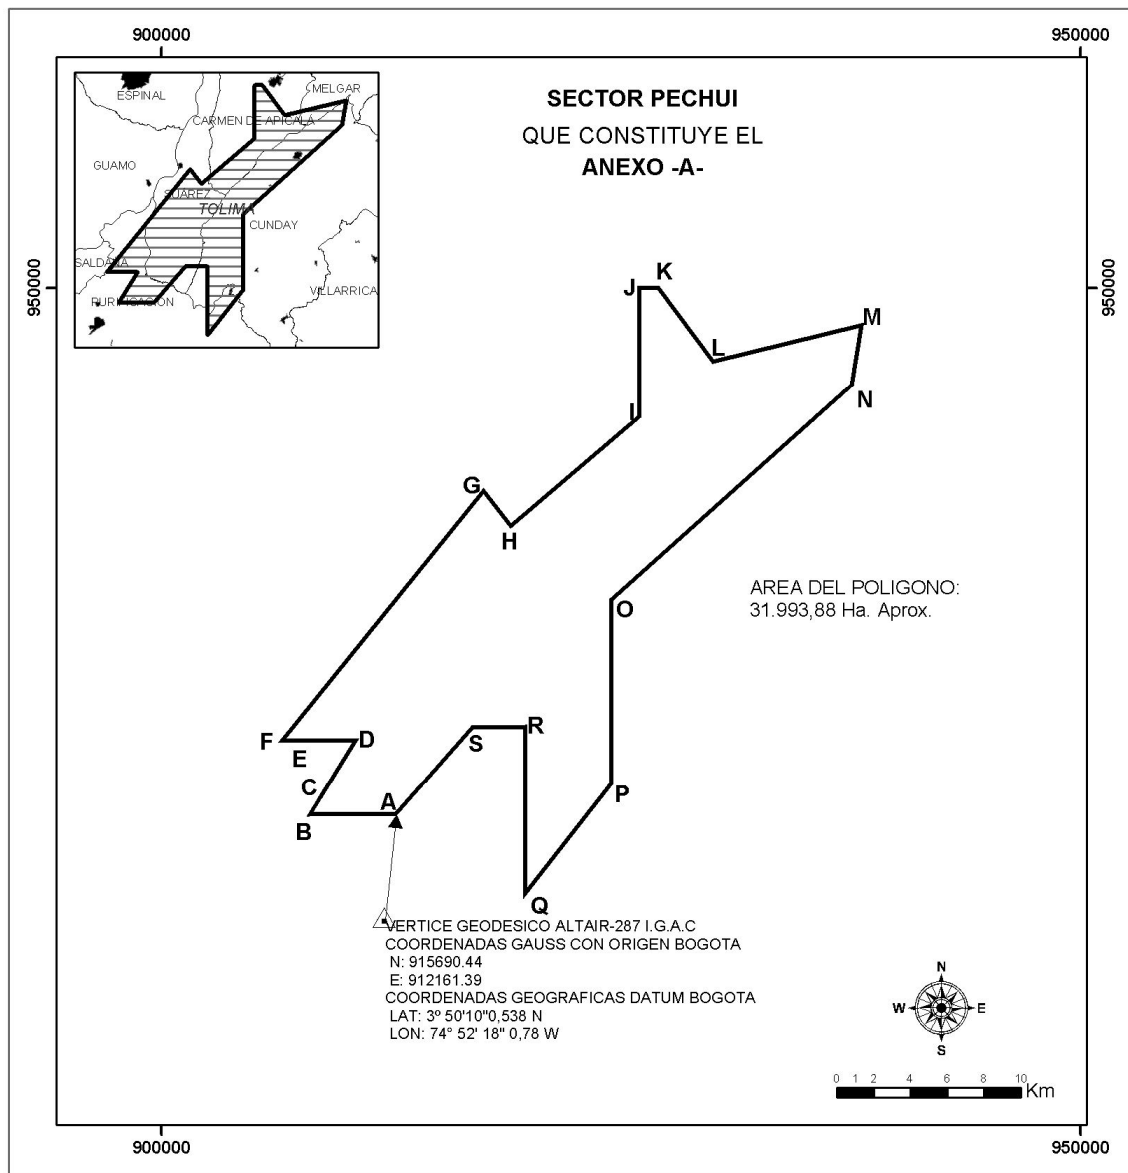 900000
950000
ESPINAL
MELGAR
CARMEN DE APICALÁ
GUAMO
SUAREZ
TOLIMA
CUNDAY
SALDAÑA
PURIFICACION
VILLARRICA
SECTOR PECHUI
QUE CONSTITUYE EL
ANEXO -A-
950000
950000
J
K
M
L
N
I
G
H
AREA DEL POLIGONO:
31.993,88 Ha. Aprox.
O
F
E
D
S
R
C
A
P
B
Q
VERTICE GEODESICO ALTAIR-287 I.G.A.C
COORDENADAS GAUSS CON ORIGEN BOGOTA
N: 915690.44
E: 912161.39
COORDENADAS GEOGRAFICAS DATUM BOGOTA
LAT: 3º 50'10"0,538 N
LON: 74° 52' 18" 0,78 W
N
W
E
S
0 1 2 4 6 8 10
Km
900000
950000